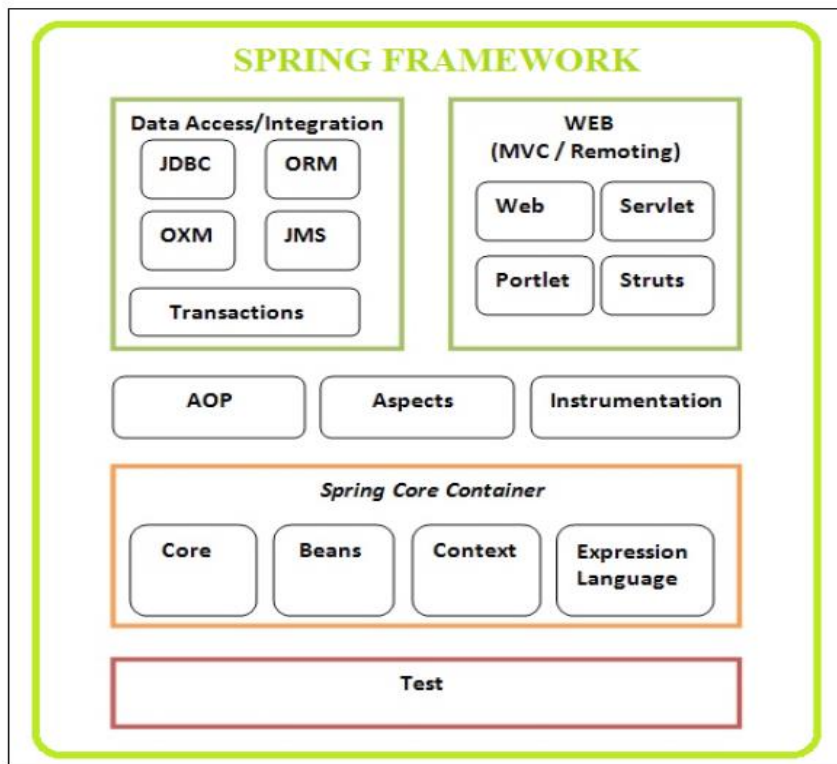 SPRING FRAMEWORK
Data Access/Integration
JDBC
ORM
OXM
JMS
Transactions
WEB
(MVC / Remoting)
Web
Servlet
Portlet
Struts
AOP
Aspects
Instrumentation
Spring Core Container
Core
Beans
Context
Expression
Language
Test